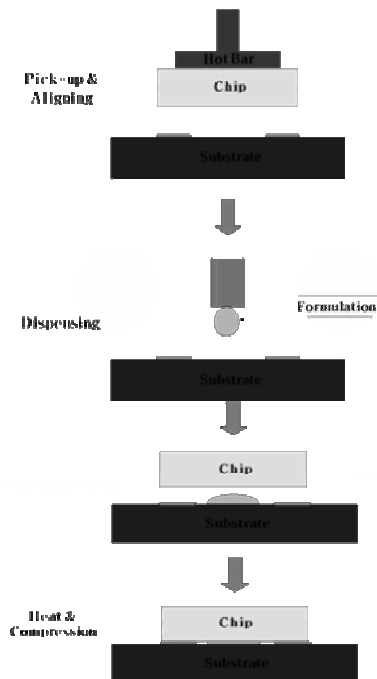 Hot Bar
Pick-up &
Aligning
Chip
Substrate
Formulation
Dispensing
Substrate
Chip
Substrate
Heat &
Compression
Chip
Substrate